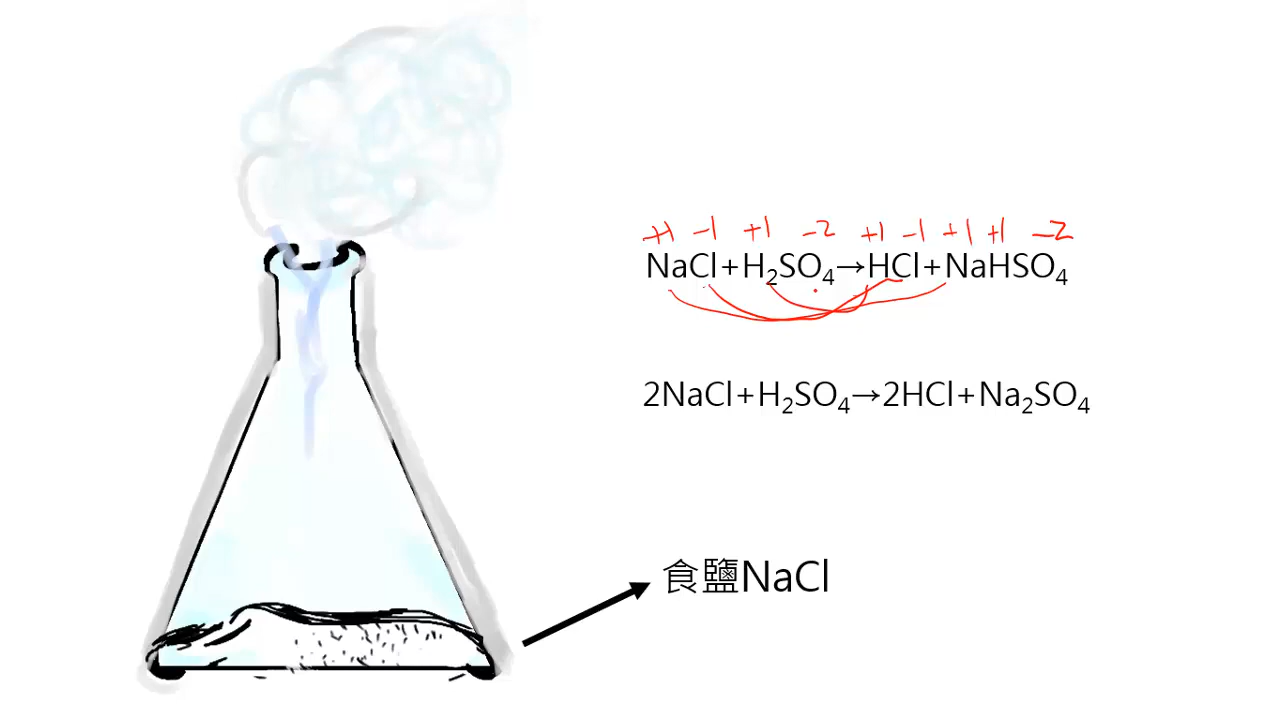 +1 -1 +1 -2 +1 -1 +1 +1 -2
NaCl+H₂SO₄→HCl+NaHSO₄
2NaCl+H₂SO₄→2HCl+Na₂SO₄
食鹽NaCl